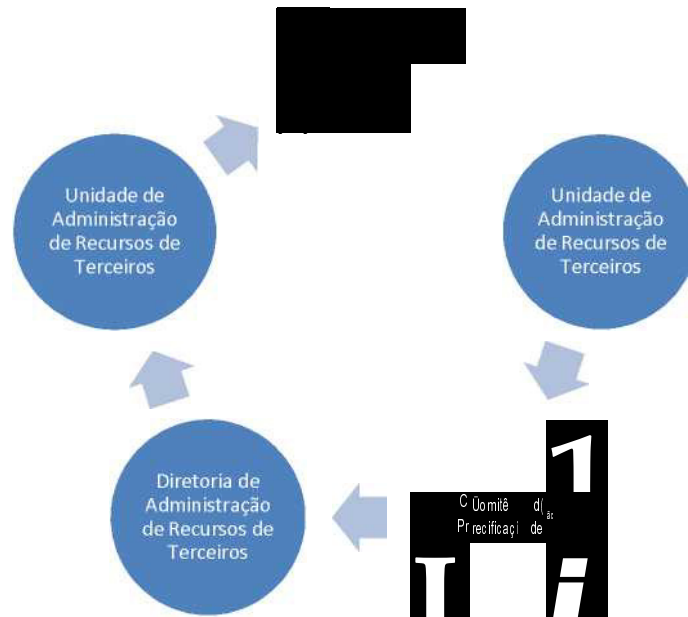 Unidade de
Administração
de Recursos de
Terceiros
Unidade de
Administração
de Recursos de
Terceiros
Diretoria de
Administração
de Recursos de
Terceiros